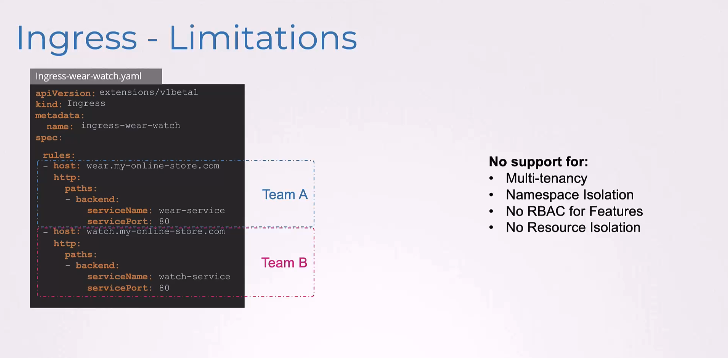 Ingress - Limitations
Ingress-wear-watch.yaml
apiVersion: extensions/v1beta1
kind: Ingress
metadata:
name: ingress-wear-watch
spec:
rules:
- host: wear.my-online-store.com
http:
paths:
- backend:
serviceName: wear-service
servicePort: 80
- host: watch.my-online-store.com
http:
paths:
- backend:
serviceName: watch-service
servicePort: 80
Team A
Team B
No support for:
• Multi-tenancy
• Namespace Isolation
• No RBAC for Features
• No Resource Isolation